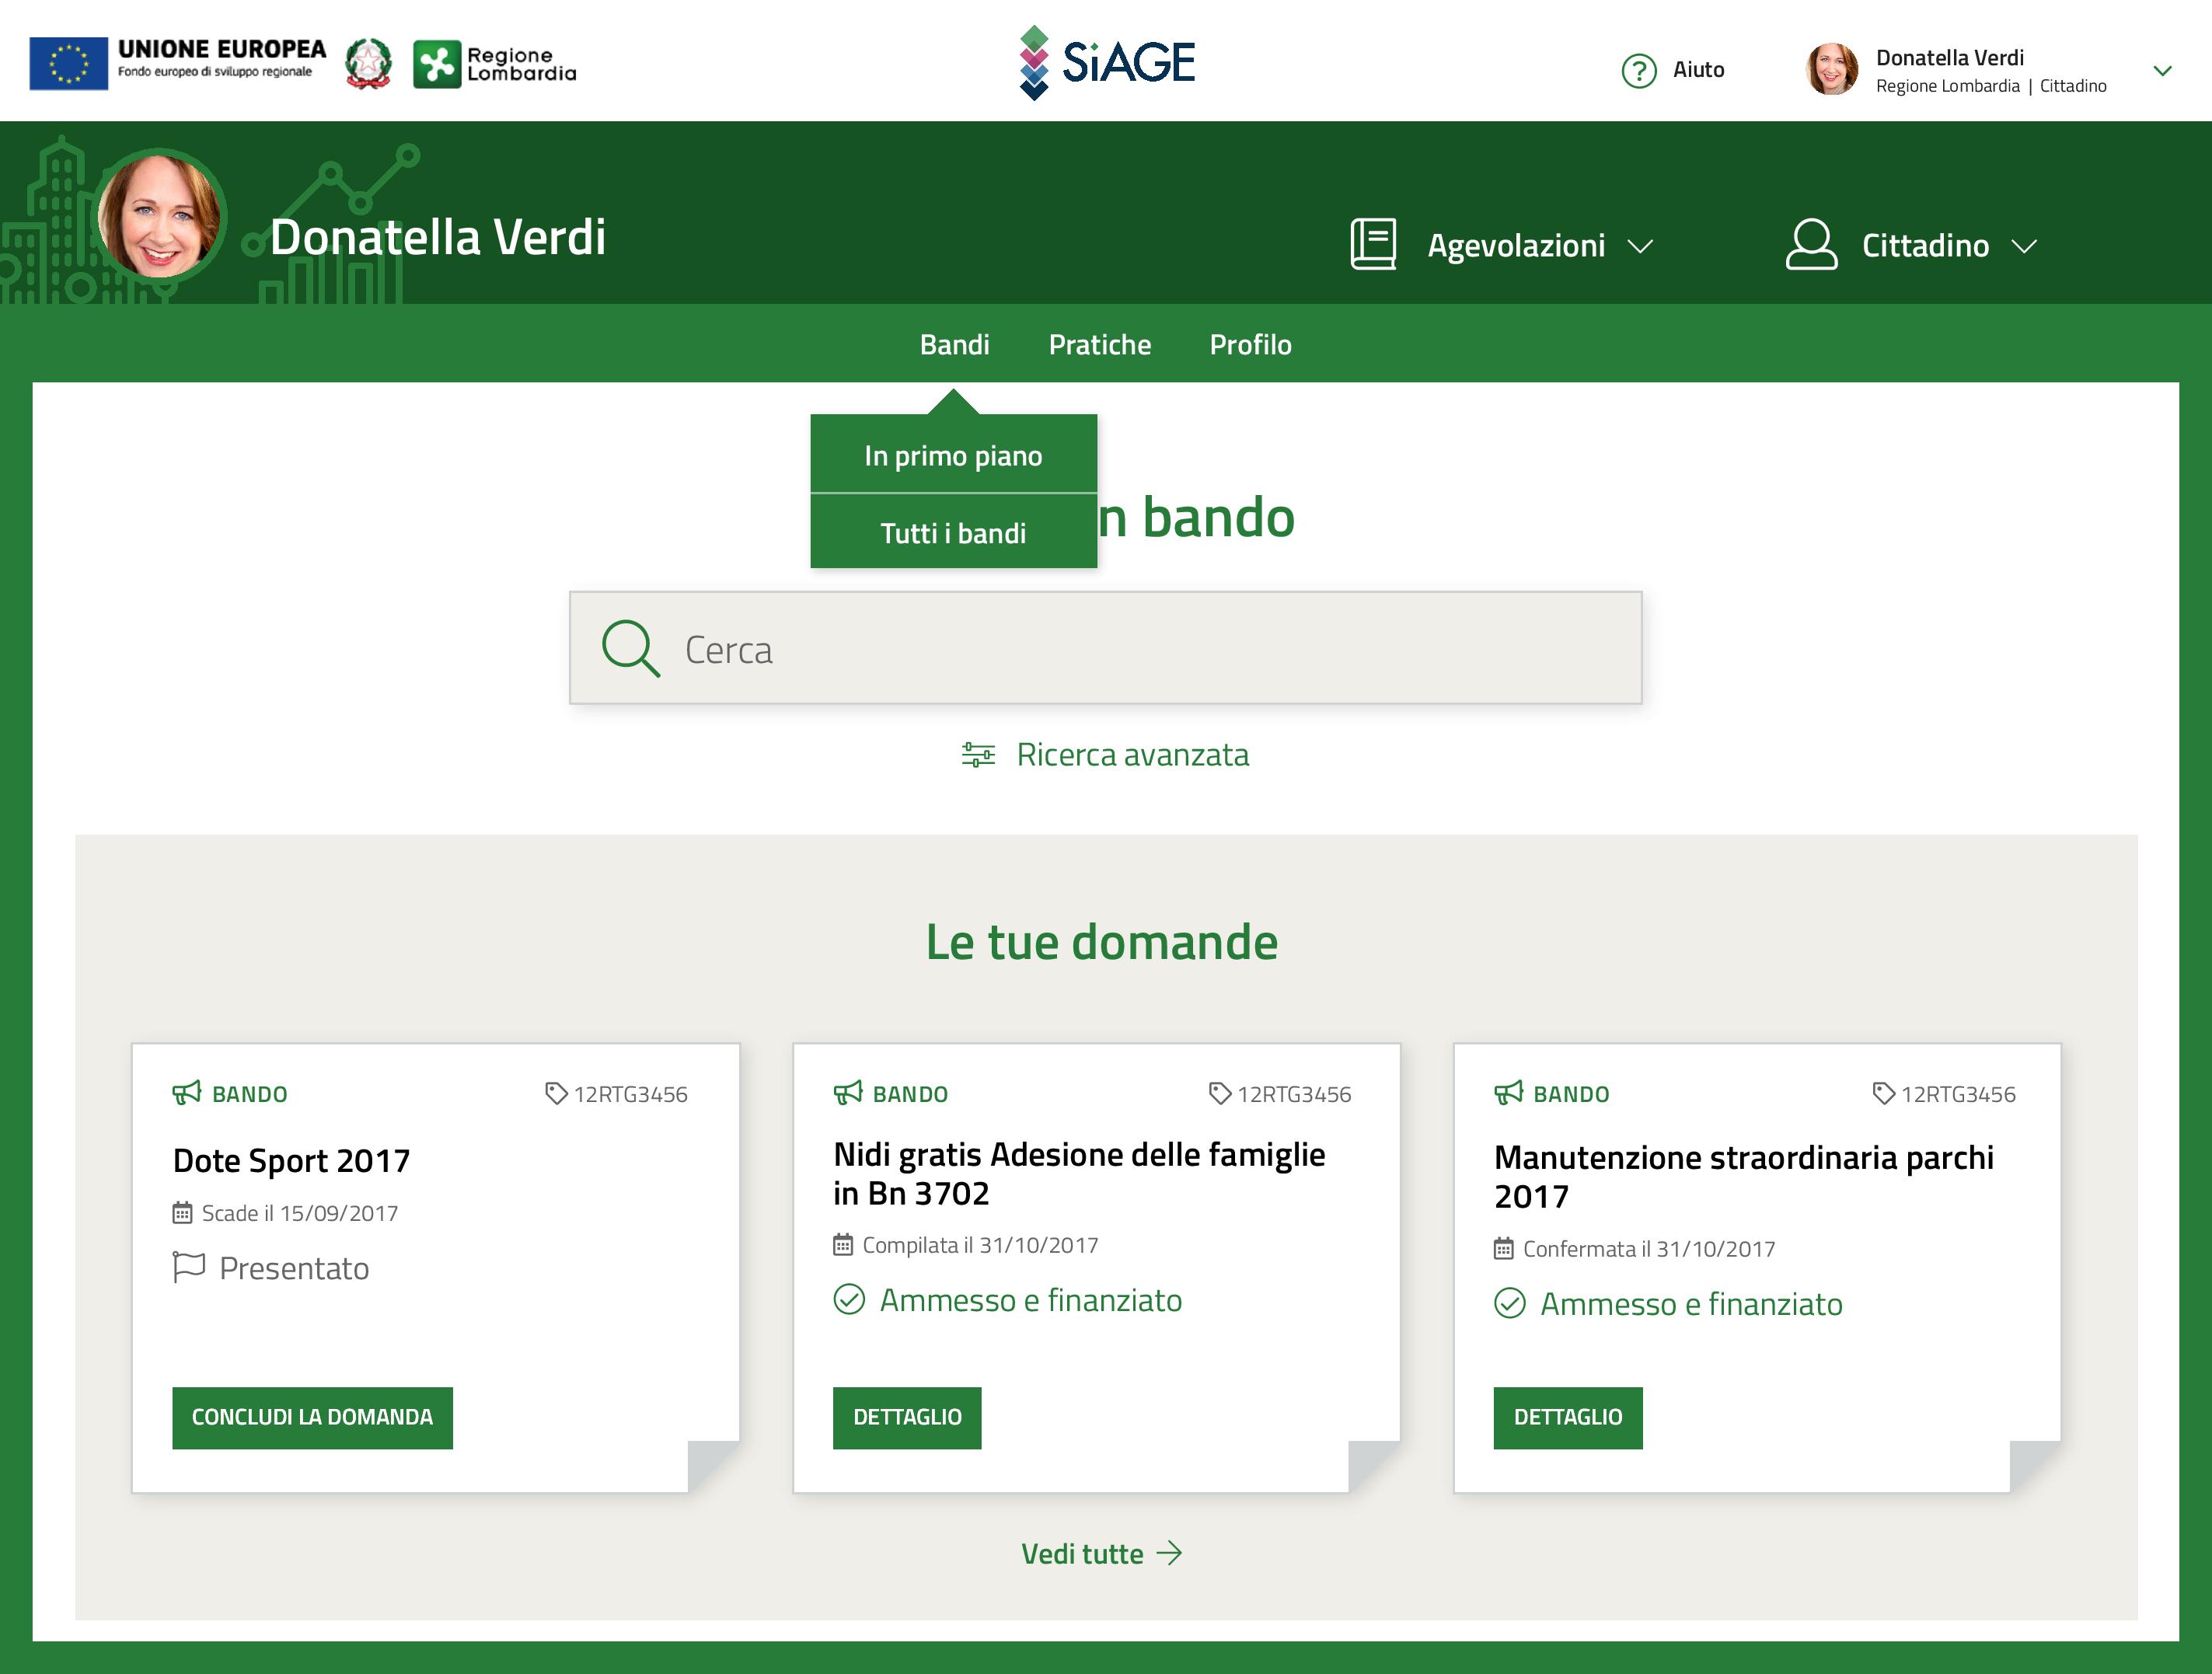 UNIONE EUROPEA
Fondo europeo di sviluppo regionale
Regione
Lombardia
SiAGE
Aiuto
Donatella Verdi
Regione Lombardia | Cittadino
Donatella Verdi
Agevolazioni
Cittadino
Bandi Pratiche Profilo
In primo piano
Tutti i bandi
n bando
Cerca
Ricerca avanzata
Le tue domande
BANDO 12RTG3456
Dote Sport 2017
Scade il 15/09/2017
Presentato
CONCLUDI LA DOMANDA
BANDO 12RTG3456
Nidi gratis Adesione delle famiglie
in Bn 3702
Compilata il 31/10/2017
Ammesso e finanziato
DETTAGLIO
BANDO 12RTG3456
Manutenzione straordinaria parchi
2017
Confermata il 31/10/2017
Ammesso e finanziato
DETTAGLIO
Vedi tutte